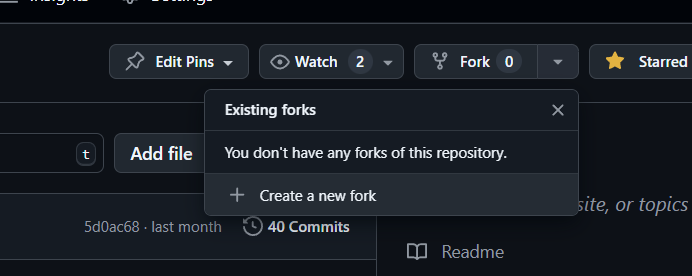 Insights Settings
Edit Pins Watch 2 Fork 0 Starred
Existing forks
t Add file You don't have any forks of this repository.
Create a new fork
site, or topics
5d0ac68 · last month 40 Commits
Readme